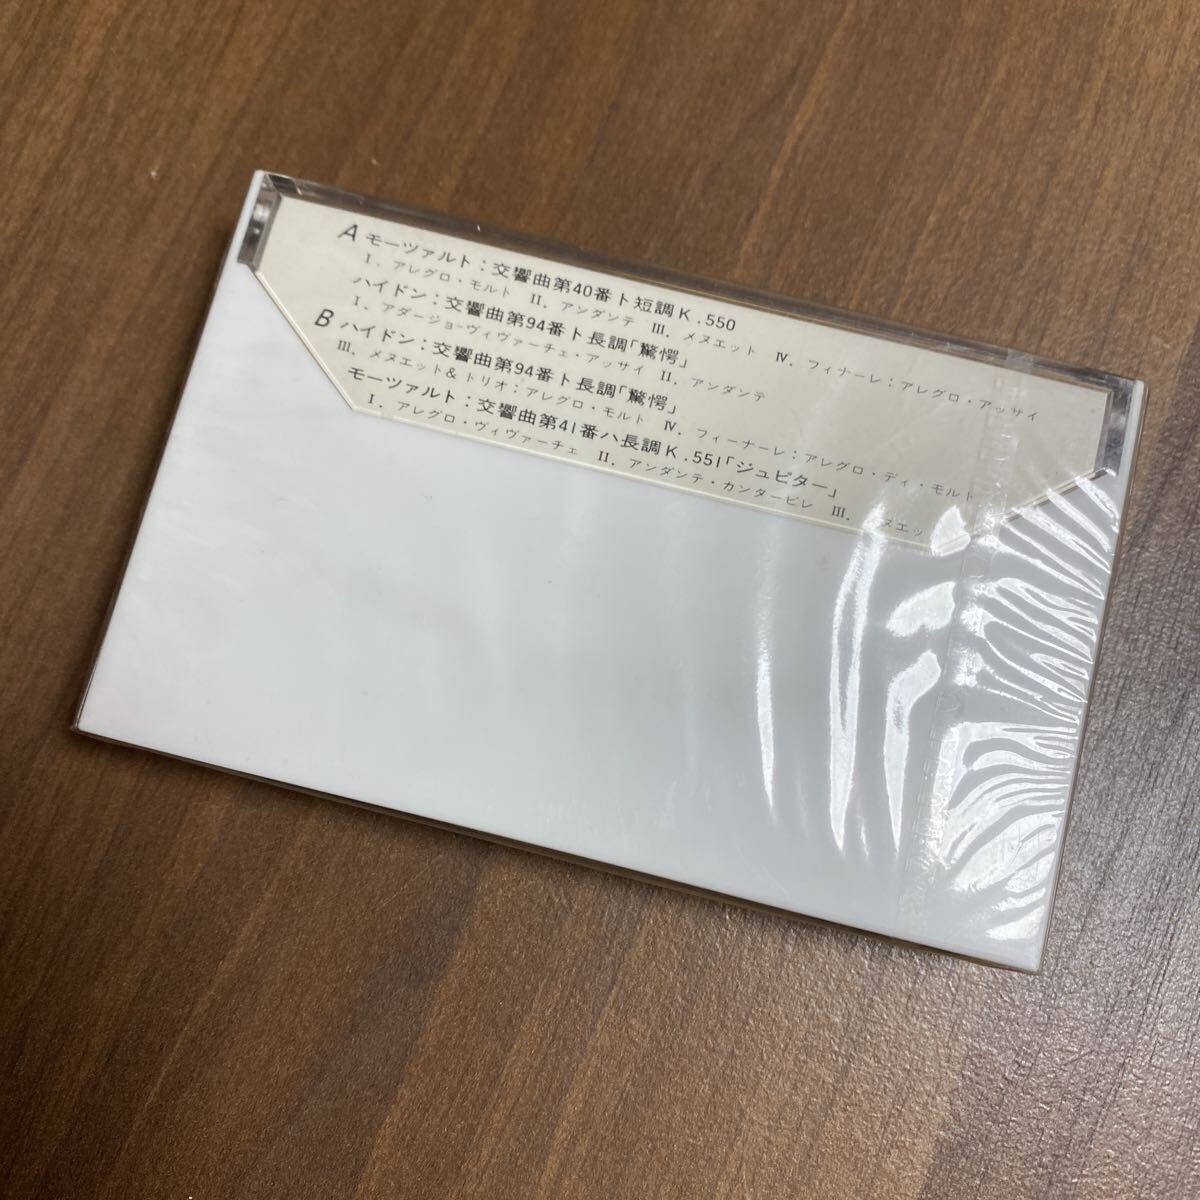 A モーツァルト：交響曲第40番ト短調K.550
I. アレグロ・モルト II. アンダンテ III. メヌエット IV. フィナーレ：アレグロ・アッサイ
ハイドン：交響曲第94番ト長調「驚愕」
I. アダージョ-ヴィヴァーチェ・アッサイ II. アンダンテ
B ハイドン：交響曲第94番ト長調「驚愕」
III. メヌエット&トリオ：アレグロ・モルト IV. フィーナーレ：アレグロ・ディ・モルト
モーツァルト：交響曲第41番ハ長調K.551「ジュピター」
I. アレグロ・ヴィヴァーチェ II. アンダンテ・カンタービレ III. メヌエッ